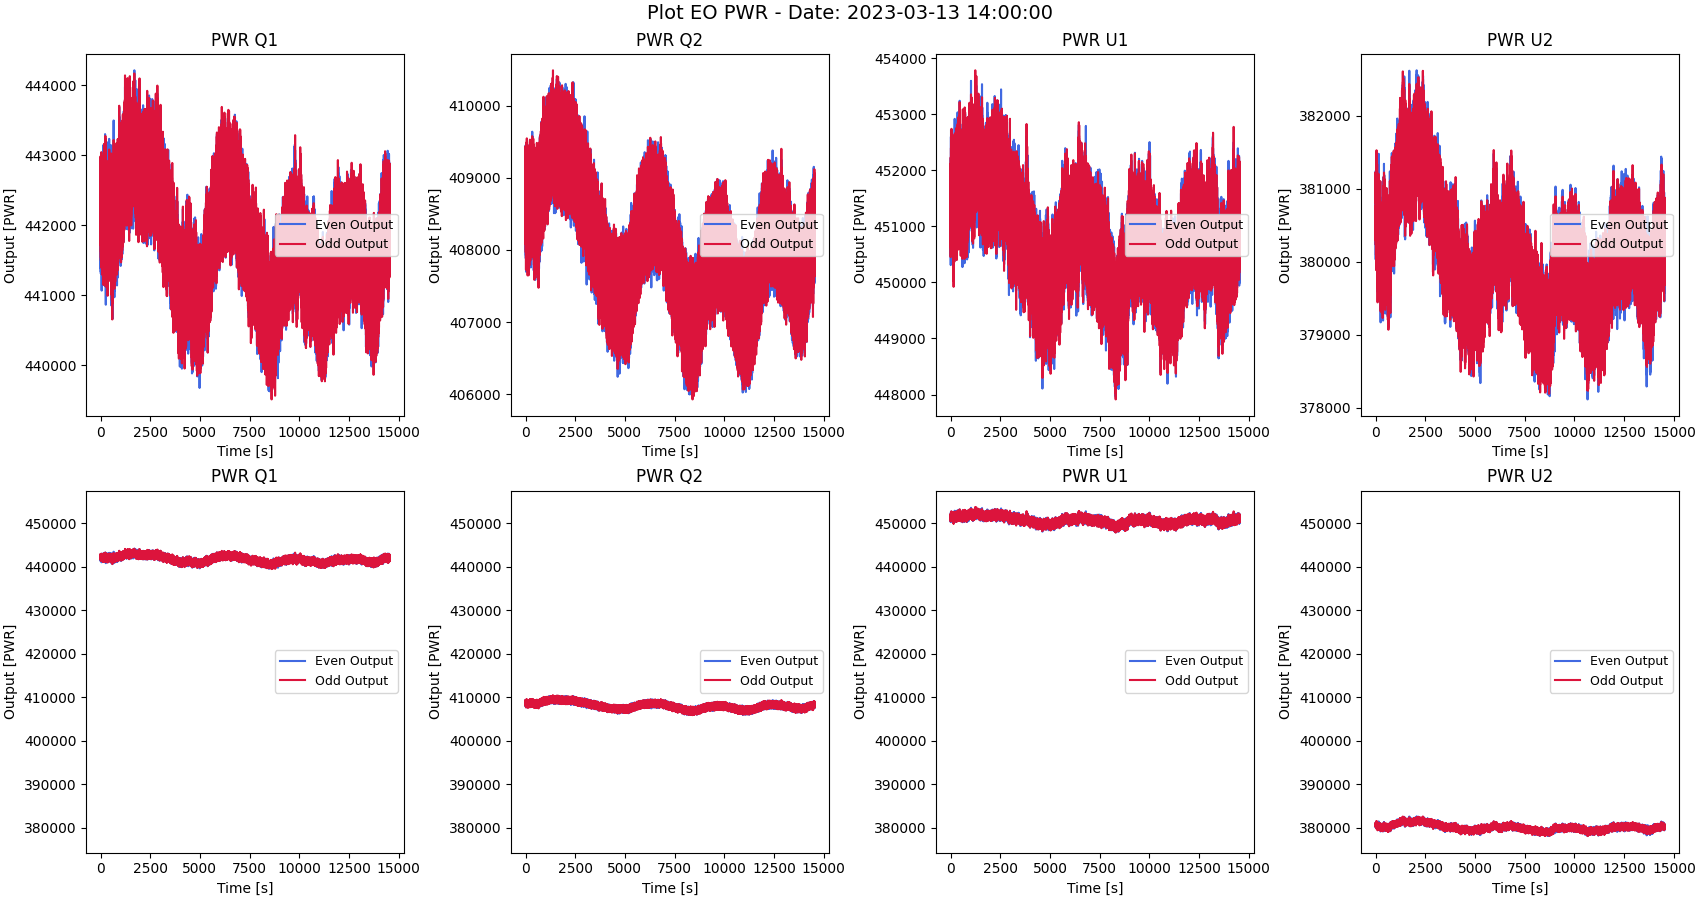 Plot EO PWR - Date: 2023-03-13 14:00:00
PWR Q1
Output [PWR]
444000
443000
442000
441000
440000
Even Output
Odd Output
0 2500 5000 7500 10000 12500 15000
Time [s]
PWR Q2
Output [PWR]
410000
409000
408000
407000
406000
Even Output
Odd Output
0 2500 5000 7500 10000 12500 15000
Time [s]
PWR U1
Output [PWR]
454000
453000
452000
451000
450000
449000
448000
Even Output
Odd Output
0 2500 5000 7500 10000 12500 15000
Time [s]
PWR U2
Output [PWR]
382000
381000
380000
379000
378000
Even Output
Odd Output
0 2500 5000 7500 10000 12500 15000
Time [s]
PWR Q1
Output [PWR]
450000
440000
430000
420000
410000
400000
390000
380000
Even Output
Odd Output
0 2500 5000 7500 10000 12500 15000
Time [s]
PWR Q2
Output [PWR]
450000
440000
430000
420000
410000
400000
390000
380000
Even Output
Odd Output
0 2500 5000 7500 10000 12500 15000
Time [s]
PWR U1
Output [PWR]
450000
440000
430000
420000
410000
400000
390000
380000
Even Output
Odd Output
0 2500 5000 7500 10000 12500 15000
Time [s]
PWR U2
Output [PWR]
450000
440000
430000
420000
410000
400000
390000
380000
Even Output
Odd Output
0 2500 5000 7500 10000 12500 15000
Time [s]